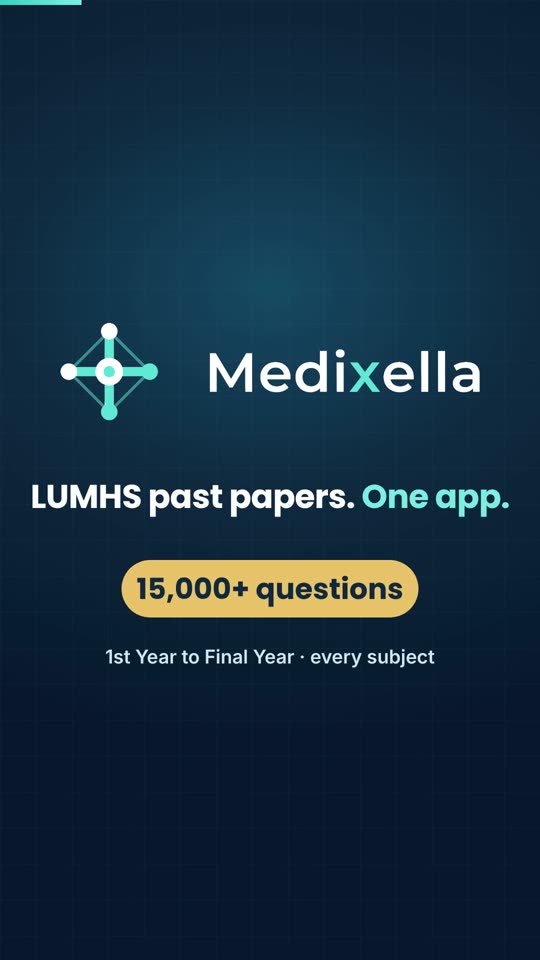 Medixella
LUMHS past papers. One app.
15,000+ questions
1st Year to Final Year · every subject